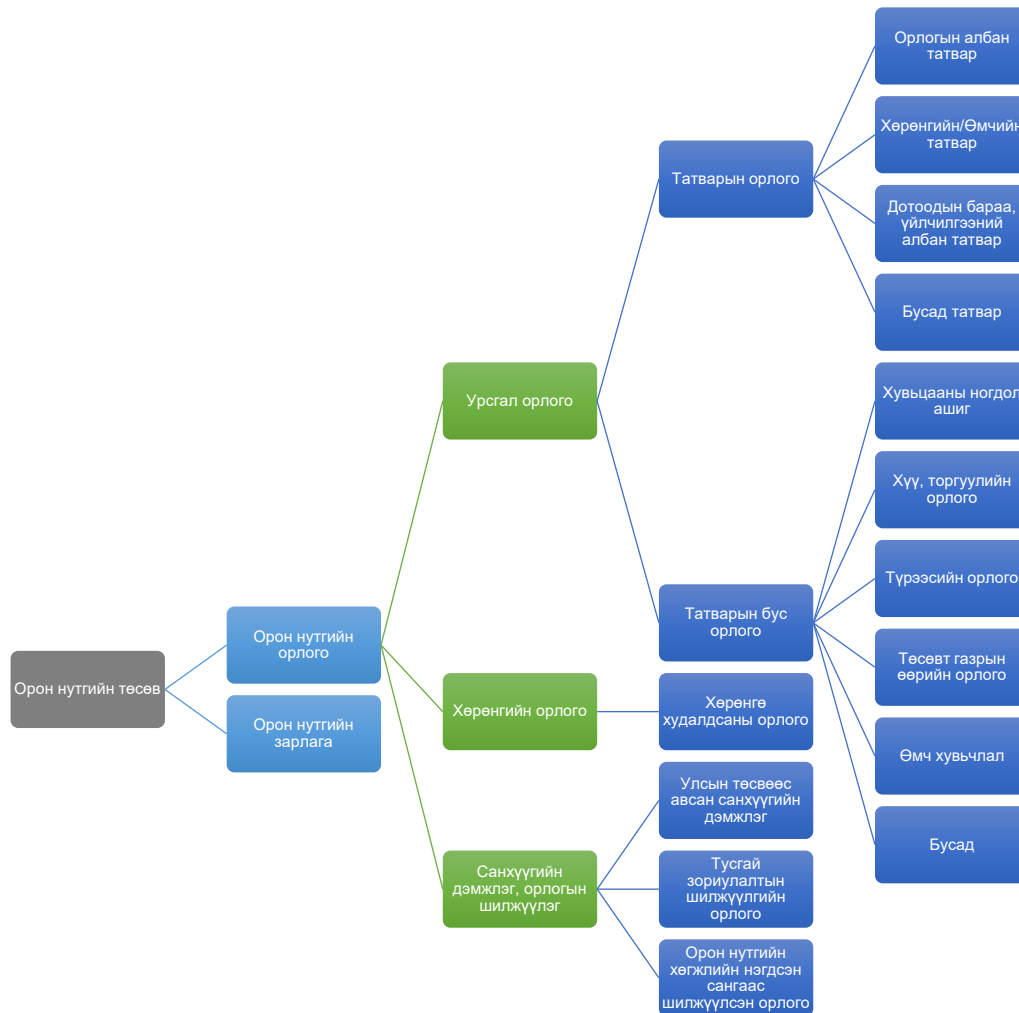 Орон нутгийн төсөв
Орон нутгийн
орлого
Орон нутгийн
зарлага
Урсгал орлого
Хөрөнгийн орлого
Санхүүгийн
дэмжлэг, орлогын
шилжүүлэг
Татварын орлого
Татварын бус
орлого
Хөрөнгө
худалдсаны орлого
Улсын төсвөөс
авсан санхүүгийн
дэмжлэг
Тусгай
зориулалтын
шилжүүлгийн
орлого
Орон нутгийн
хөгжлийн нэгдсэн
сангаас
шилжүүлсэн орлого
Орлогын албан
татвар
Хөрөнгийн/Өмчийн
татвар
Дотоодын бараа,
үйлчилгээний
албан татвар
Бусад татвар
Хувьцааны ногдол
ашиг
Хүү, торгуулийн
орлого
Түрээсийн орлого
Төсөвт газрын
өөрийн орлого
Өмч хувьчлал
Бусад